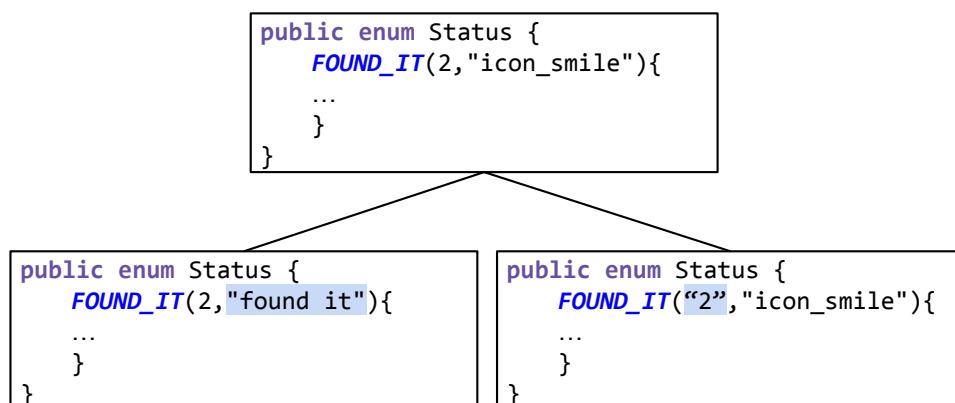 public enum Status {
FOUND_IT(2,"icon_smile"){
…
}
}
public enum Status {
FOUND_IT(2,"found it"){
…
}
}
public enum Status {
FOUND_IT(“2”,"icon_smile"){
…
}
}